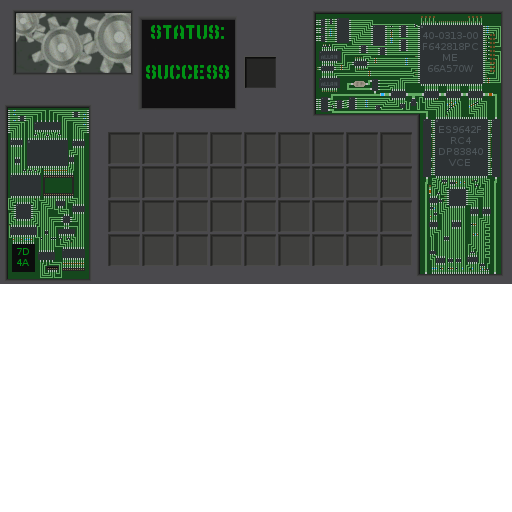 STATUS:
SUCCESS
40-0313-00
F642818PC
ME
66A570W
ES9642F
RC4
DP83840
VCE
7D
4A